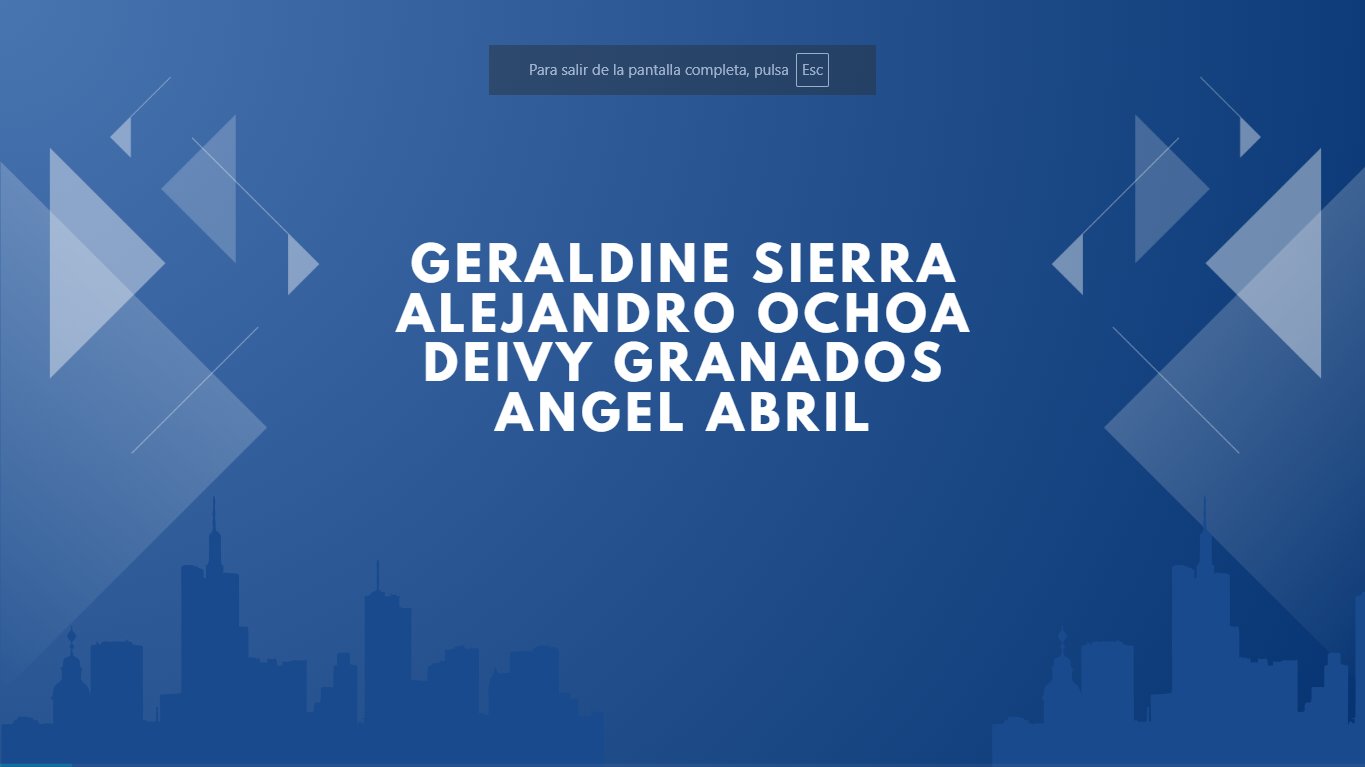 Para salir de la pantalla completa, pulsa Esc
GERALDINE SIERRA
ALEJANDRO OCHOA
DEIVY GRANADOS
ANGEL ABRIL